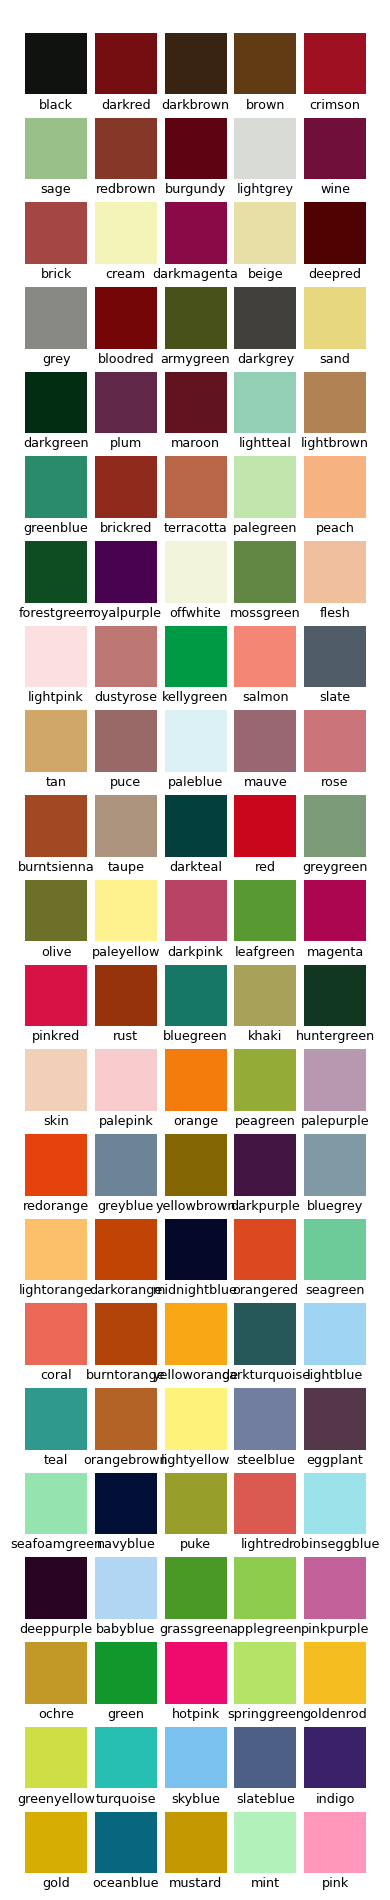 black darkred darkbrown brown crimson
sage redbrown burgundy lightgrey wine
brick cream darkmagenta beige deepred
grey bloodred armygreen darkgrey sand
darkgreen plum maroon lightteal lightbrown
greenblue brickred terracotta palegreen peach
forestgreen royalpurple offwhite mossgreen flesh
lightpink dustyrose kellygreen salmon slate
tan puce paleblue mauve rose
burntsienna taupe darkteal red greygreen
olive paleyellow darkpink leafgreen magenta
pinkred rust bluegreen khaki huntergreen
skin palepink orange peagreen palepurple
redorange greyblue yellowbrown darkpurple bluegrey
lightorange darkorange midnightblue orangered seagreen
coral burntorange yelloworange darkturquoise lightblue
teal orangebrown lightyellow steelblue eggplant
seafoamgreen navyblue puke lightred robinseggblue
deeppurple babyblue grassgreen applegreen pinkpurple
ochre green hotpink springgreen goldenrod
greenyellow turquoise skyblue slateblue indigo
gold oceanblue mustard mint pink